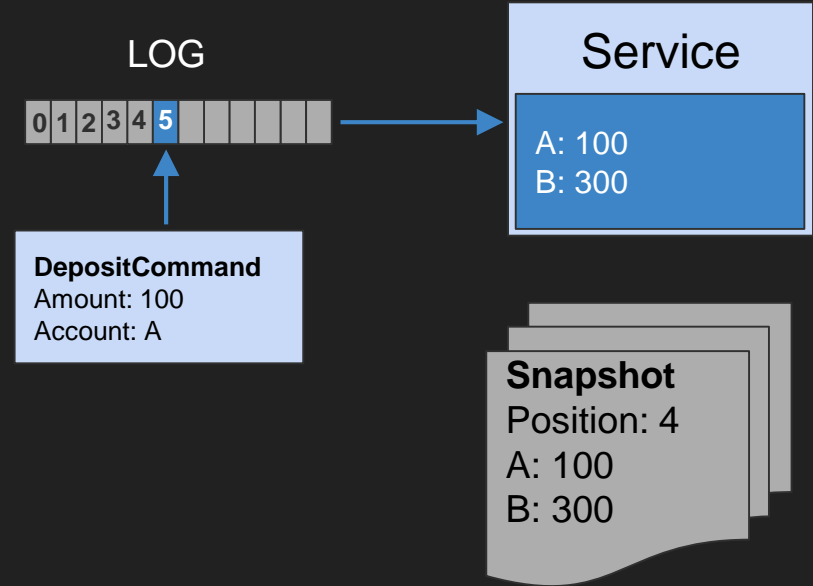 LOG
0 1 2 3 4 5
DepositCommand
Amount: 100
Account: A
Service
A: 100
B: 300
Snapshot
Position: 4
A: 100
B: 300